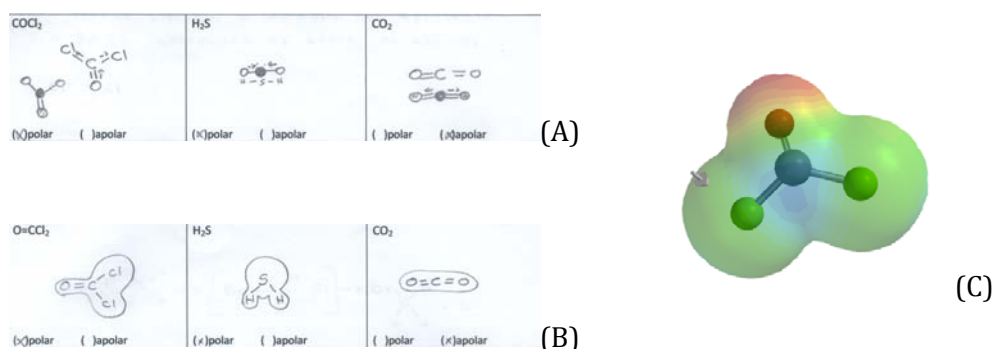 COCl₂ H₂S CO₂
Cl C Cl
O
O=C=O
H S H
(X)polar ( )apolar (X)polar ( )apolar ( )polar (X)apolar (A)
(C)
O=CCl₂ H₂S CO₂
O=C Cl Cl
S
H H
O=C=O
(X)polar ( )apolar (X)polar ( )apolar ( )polar (X)apolar (B)